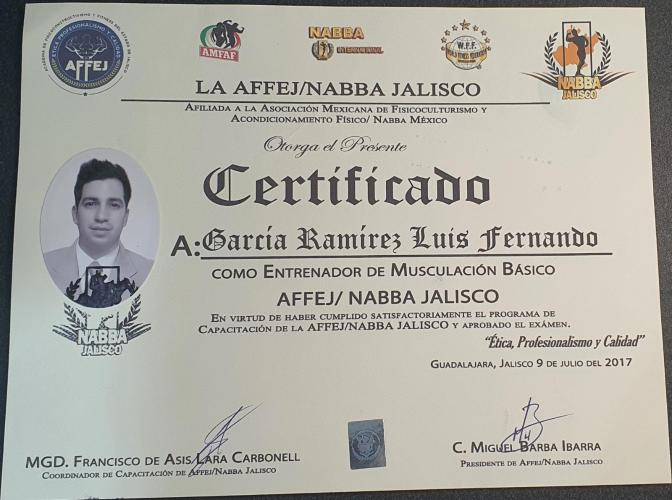 ETICA PROFESIONALISMO Y CALIDAD
AFFEJ
AMFAF
NABBA
INTERNATIONAL
W.F.F.
NABBA
JALISCO
LA AFFEJ/NABBA JALISCO
AFILIADA A LA ASOCIACIÓN MEXICANA DE FISICOCULTURISMO Y
ACONDICIONAMIENTO FÍSICO/ NABBA MÉXICO
Otorga el Presente
Certificado
A: García Ramírez Luis Fernando
COMO ENTRENADOR DE MUSCULACIÓN BÁSICO
AFFEJ/ NABBA JALISCO
EN VIRTUD DE HABER CUMPLIDO SATISFACTORIAMENTE EL PROGRAMA DE
CAPACITACIÓN DE LA AFFEJ/NABBA JALISCO Y APROBADO EL EXÁMEN.
"Ética, Profesionalismo y Calidad"
GUADALAJARA, JALISCO 9 DE JULIO DEL 2017
NABBA
JALISCO
MGD. FRANCISCO DE ASIS LARA CARBONELL
COORDINADOR DE CAPACITACIÓN DE AFFEJ/NABBA JALISCO
C. MIGUEL BARBA IBARRA
PRESIDENTE DE AFFEJ/NABBA JALISCO